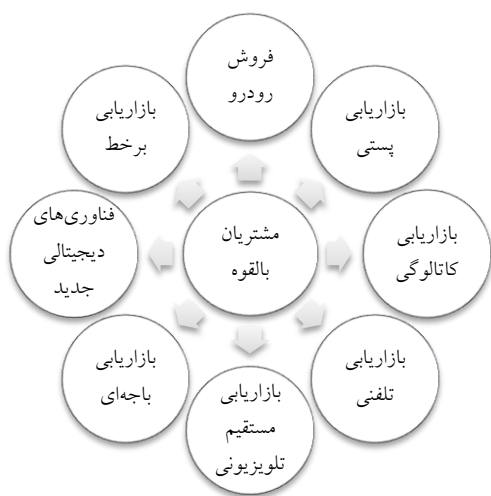 فروش
رودرو
بازاریابی
پستی
بازاریابی
کاتالوگی
بازاریابی
تلفنی
بازاریابی
مستقیم
تلویزیونی
بازاریابی
باجه‌ای
فناوری‌های
دیجیتالی
جدید
بازاریابی
برخط
مشتریان
بالقوه